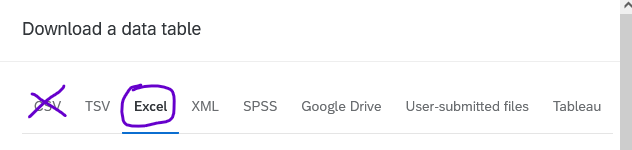 Download a data table
CSV TSV Excel XML SPSS Google Drive User-submitted files Tableau